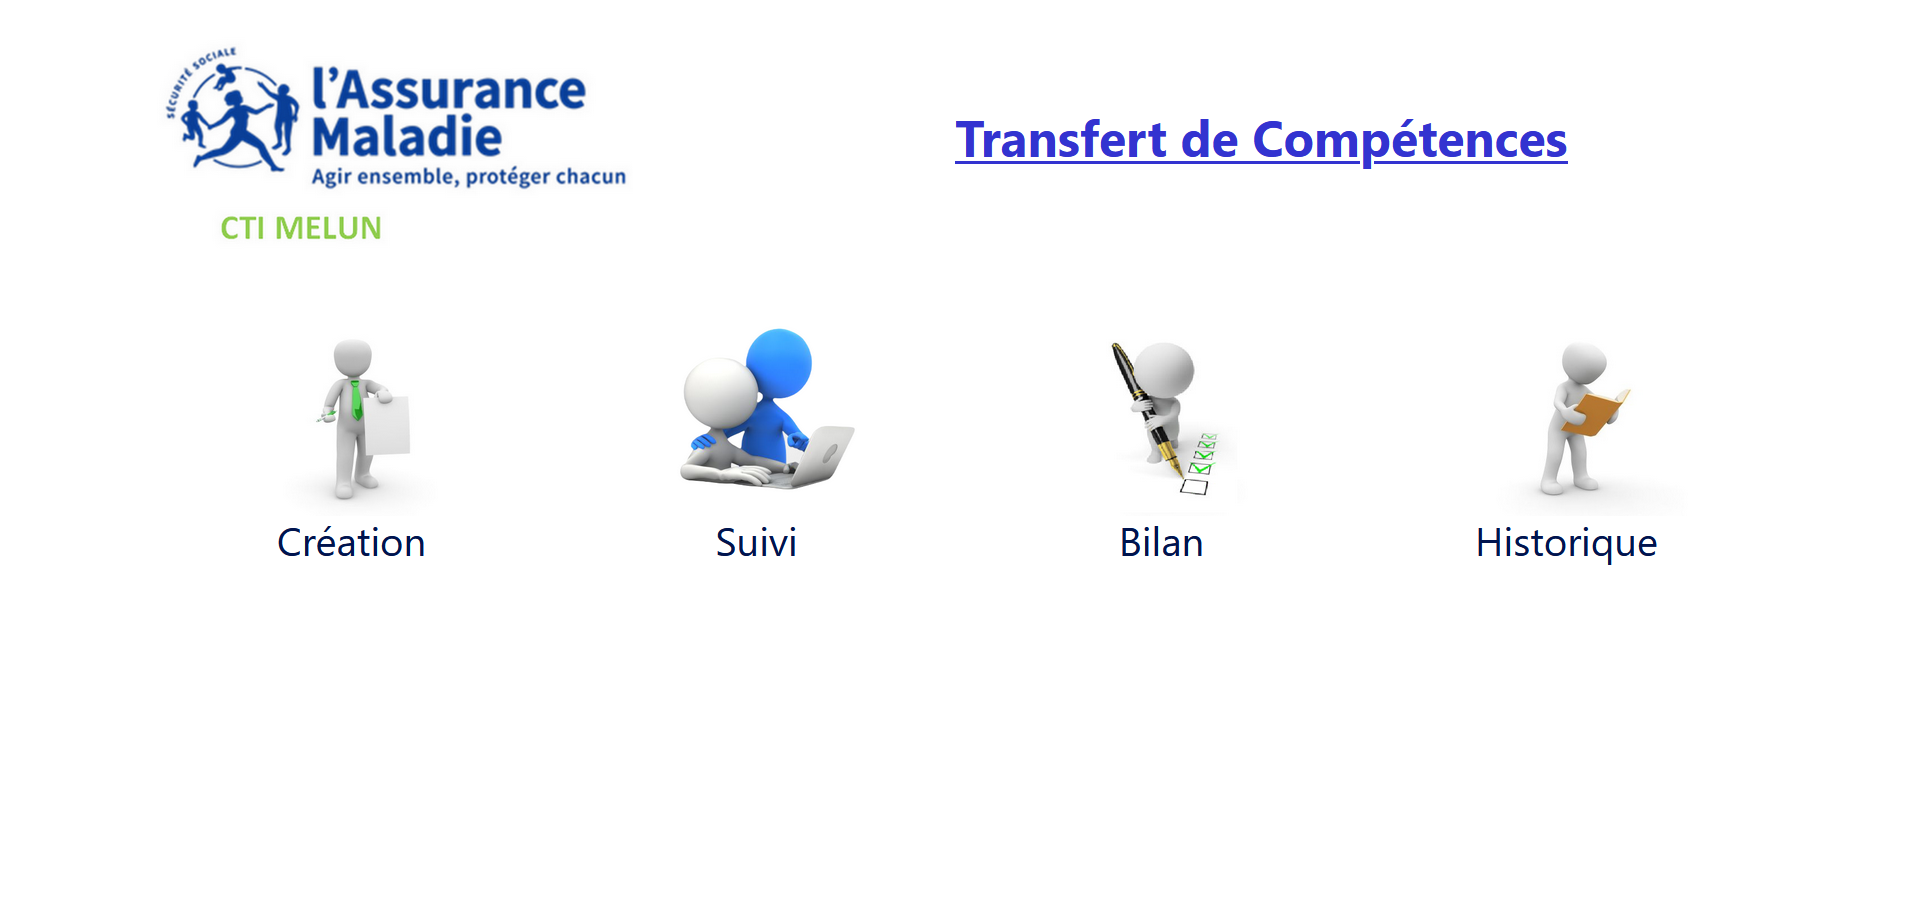 SÉCURITÉ SOCIALE
l'Assurance
Maladie
Agir ensemble, protéger chacun
CTI MELUN
Transfert de Compétences
Création
Suivi
Bilan
Historique